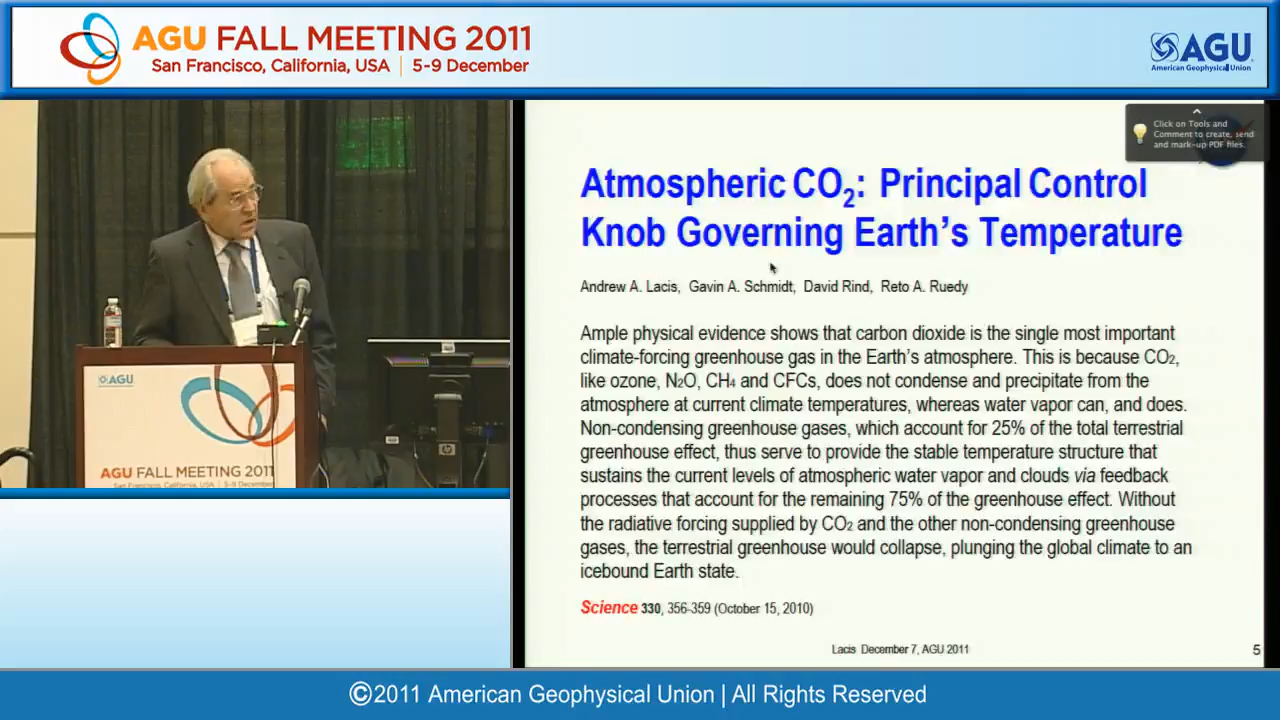 AGU FALL MEETING 2011
San Francisco, California, USA | 5-9 December
AGU
American Geophysical Union
Click on Tools and
Comment to create, send
and mark-up PDF files.
Atmospheric CO₂: Principal Control
Knob Governing Earth's Temperature
Andrew A. Lacis, Gavin A. Schmidt, David Rind, Reto A. Ruedy
Ample physical evidence shows that carbon dioxide is the single most important
climate-forcing greenhouse gas in the Earth's atmosphere. This is because CO₂,
like ozone, N₂O, CH₄ and CFCs, does not condense and precipitate from the
atmosphere at current climate temperatures, whereas water vapor can, and does.
Non-condensing greenhouse gases, which account for 25% of the total terrestrial
greenhouse effect, thus serve to provide the stable temperature structure that
sustains the current levels of atmospheric water vapor and clouds via feedback
processes that account for the remaining 75% of the greenhouse effect. Without
the radiative forcing supplied by CO₂ and the other non-condensing greenhouse
gases, the terrestrial greenhouse would collapse, plunging the global climate to an
icebound Earth state.
Science 330, 356-359 (October 15, 2010)
Lacis December 7, AGU 2011
5
AGU
AGU FALL MEETING 2011
San Francisco, California, USA | 5-9 December
hp
©2011 American Geophysical Union | All Rights Reserved